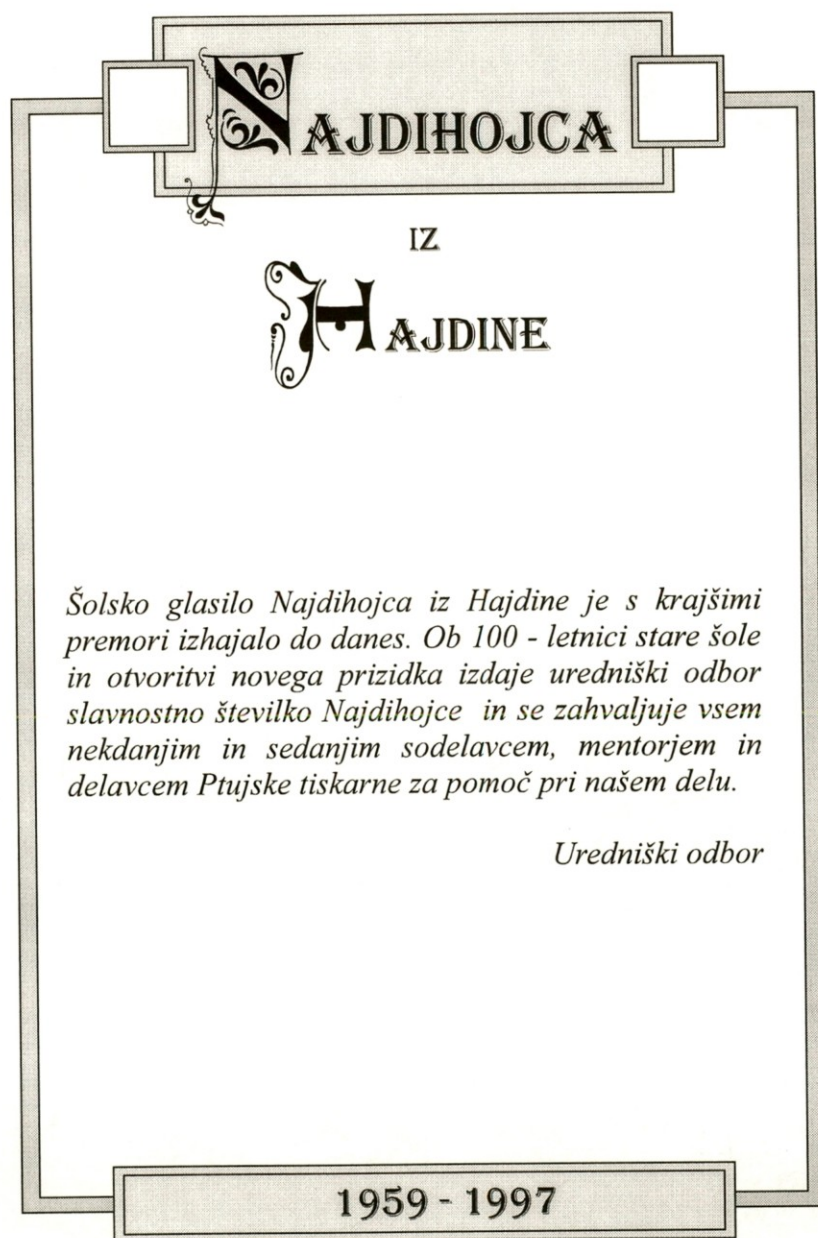 NAJDIHOJCA
IZ
HAJDINE
Šolsko glasilo Najdihojca iz Hajdine je s krajšimi
premori izhajalo do danes. Ob 100 - letnici stare šole
in otvoritvi novega prizidka izdaje uredniški odbor
slavnostno številko Najdihojce in se zahvaljuje vsem
nekdanjim in sedanjim sodelavcem, mentorjem in
delavcem Ptujske tiskarne za pomoč pri našem delu.
Uredniški odbor
1959 - 1997